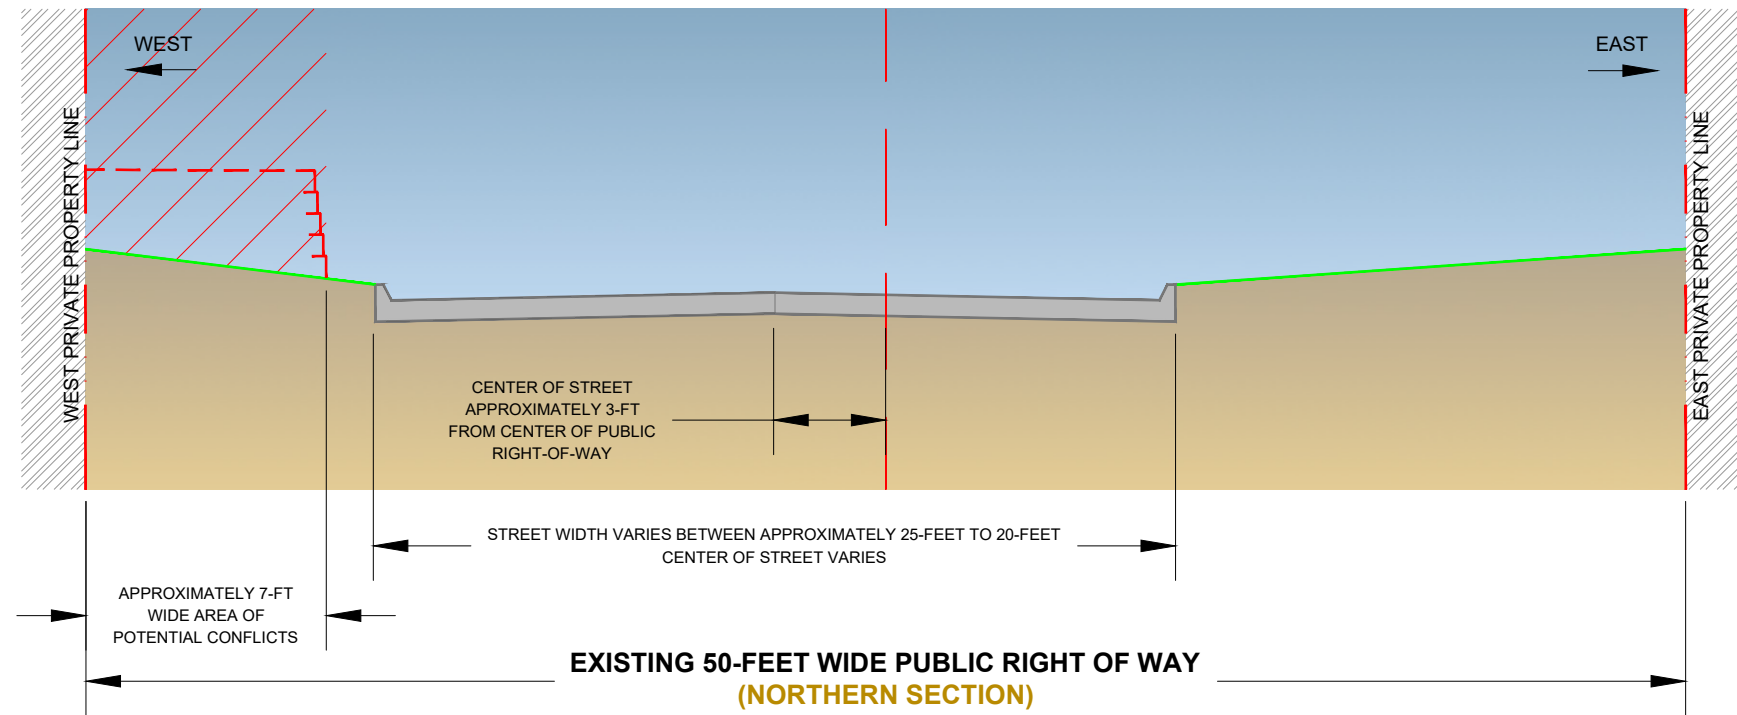 WEST
EAST
WEST PRIVATE PROPERTY LINE
EAST PRIVATE PROPERTY LINE
CENTER OF STREET
APPROXIMATELY 3-FT
FROM CENTER OF PUBLIC
RIGHT-OF-WAY
STREET WIDTH VARIES BETWEEN APPROXIMATELY 25-FEET TO 20-FEET
CENTER OF STREET VARIES
APPROXIMATELY 7-FT
WIDE AREA OF
POTENTIAL CONFLICTS
EXISTING 50-FEET WIDE PUBLIC RIGHT OF WAY
(NORTHERN SECTION)